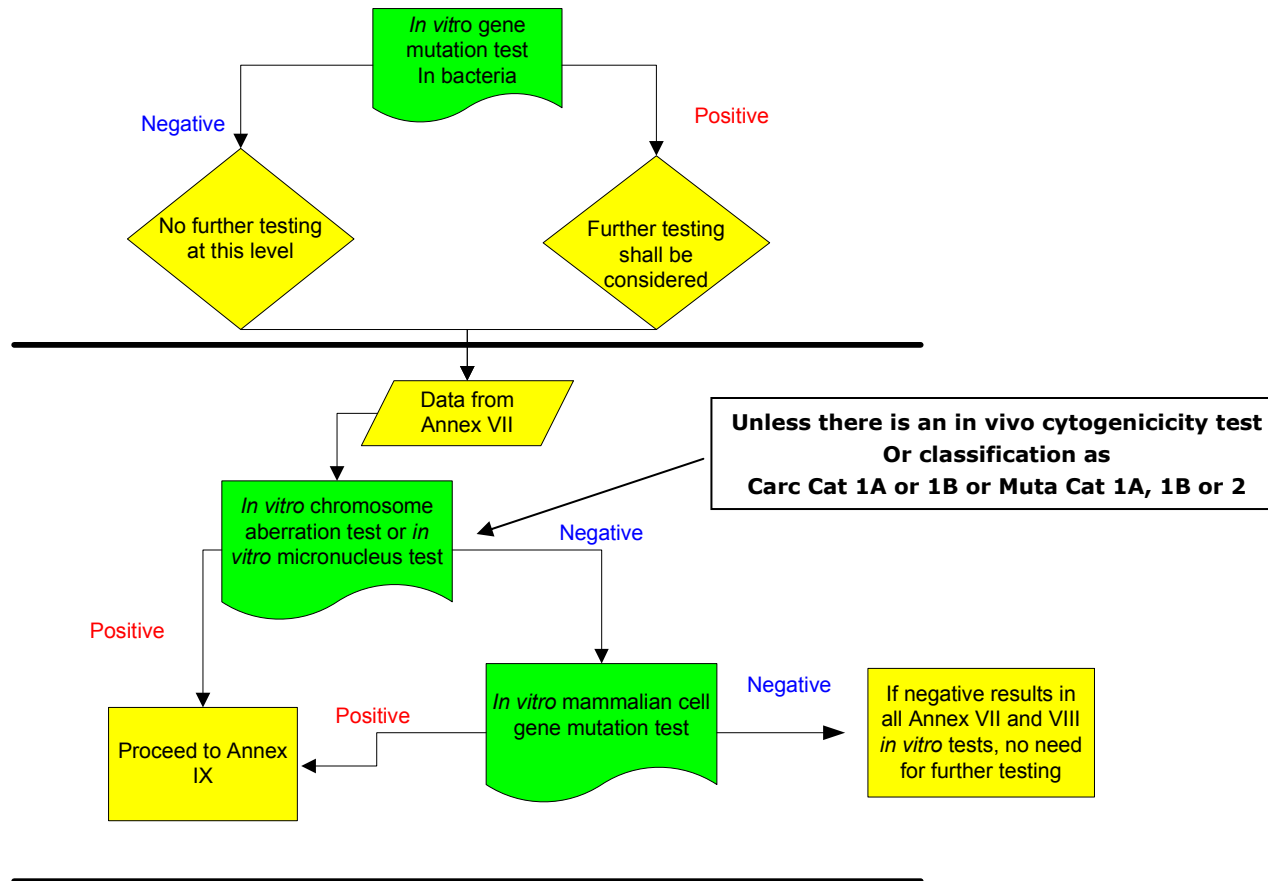 In vitro gene
mutation test
In bacteria
Negative
Positive
No further testing
at this level
Further testing
shall be
considered
Data from
Annex VII
Unless there is an in vivo cytogenicicity test
Or classification as
Carc Cat 1A or 1B or Muta Cat 1A, 1B or 2
In vitro chromosome
aberration test or in
vitro micronucleus test
Negative
Positive
In vitro mammalian cell
gene mutation test
Negative
If negative results in
all Annex VII and VIII
in vitro tests, no need
for further testing
Positive
Proceed to Annex
IX